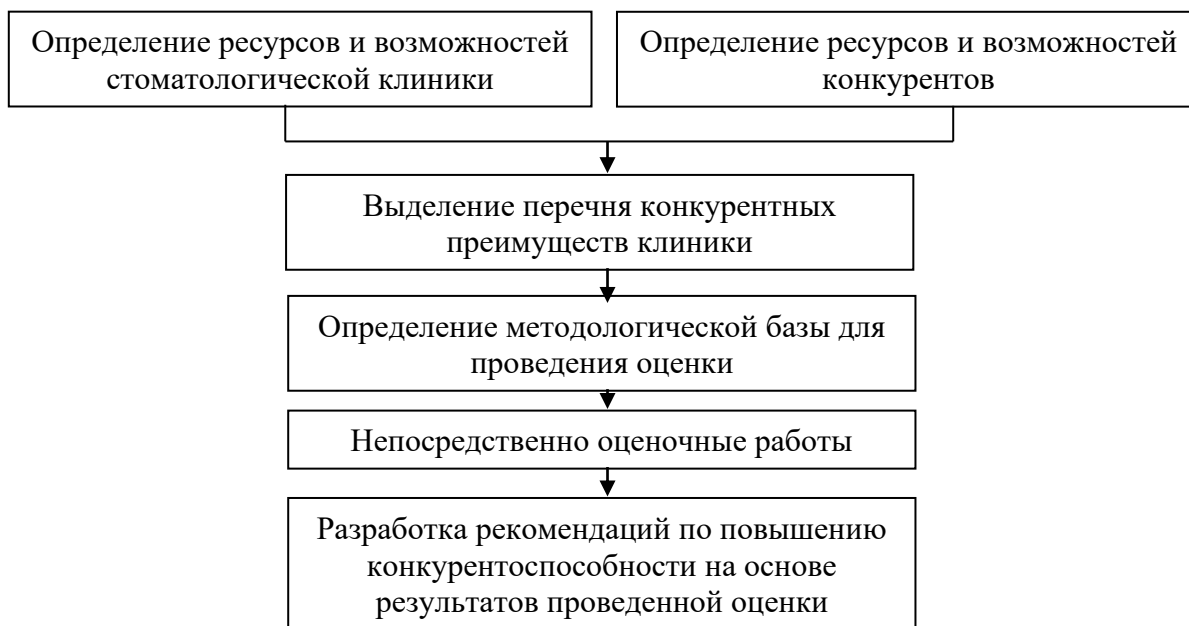 Определение ресурсов и возможностей
стоматологической клиники
Определение ресурсов и возможностей
конкурентов
Выделение перечня конкурентных
преимуществ клиники
Определение методологической базы для
проведения оценки
Непосредственно оценочные работы
Разработка рекомендаций по повышению
конкурентоспособности на основе
результатов проведенной оценки